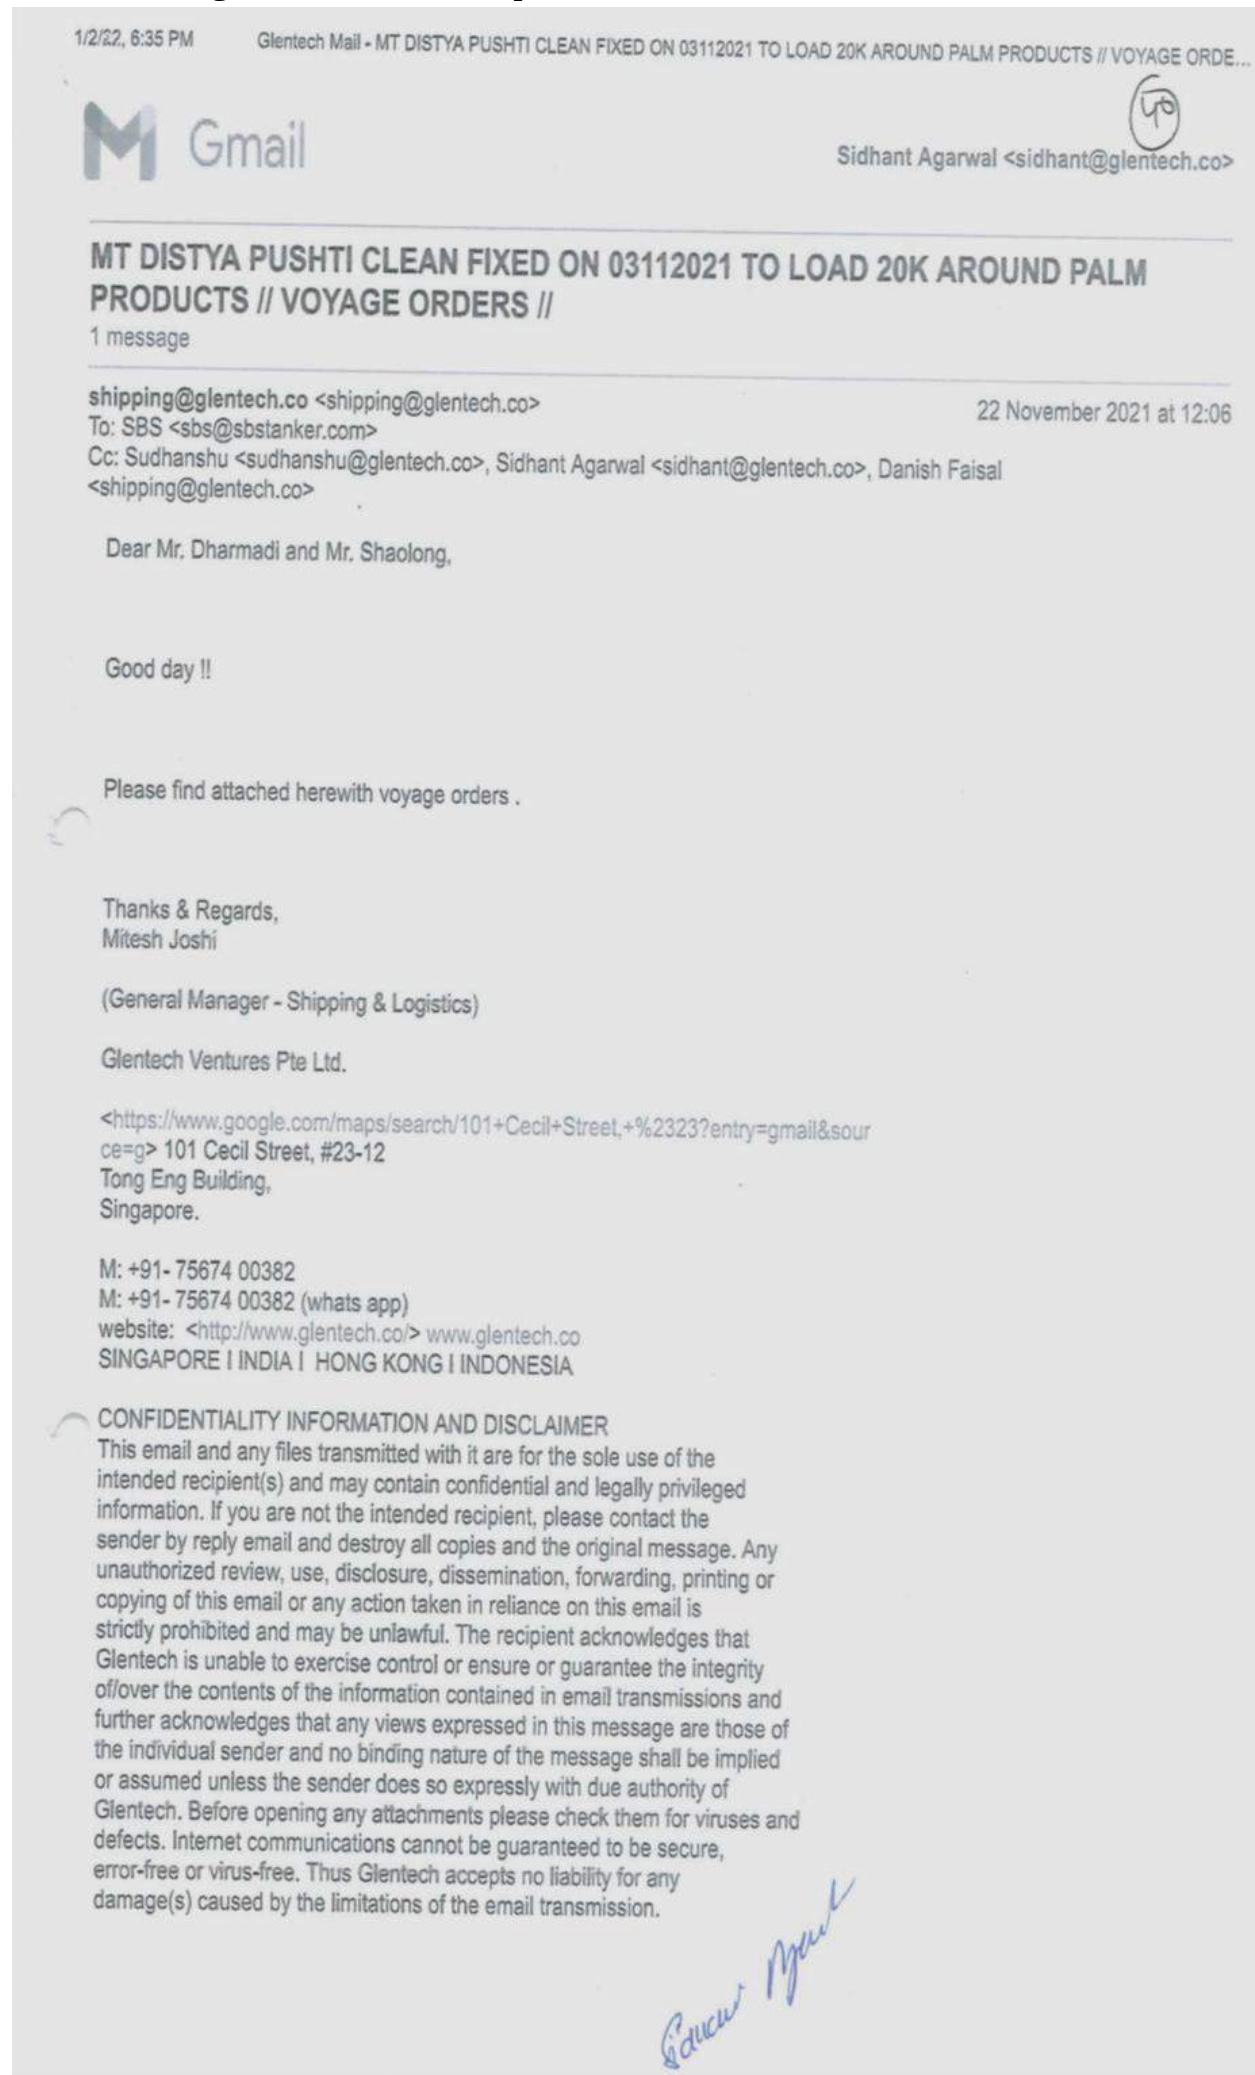 1/2/22, 6:35 PM Glentech Mail - MT DISTYA PUSHTI CLEAN FIXED ON 03112021 TO LOAD 20K AROUND PALM PRODUCTS // VOYAGE ORDE...
40
M Gmail
Sidhant Agarwal <sidhant@glentech.co>
MT DISTYA PUSHTI CLEAN FIXED ON 03112021 TO LOAD 20K AROUND PALM
PRODUCTS // VOYAGE ORDERS //
1 message
shipping@glentech.co <shipping@glentech.co> 22 November 2021 at 12:06
To: SBS <sbs@sbstanker.com>
Cc: Sudhanshu <sudhanshu@glentech.co>, Sidhant Agarwal <sidhant@glentech.co>, Danish Faisal
<shipping@glentech.co>
Dear Mr. Dharmadi and Mr. Shaolong,
Good day !!
Please find attached herewith voyage orders .
Thanks & Regards,
Mitesh Joshi
(General Manager - Shipping & Logistics)
Glentech Ventures Pte Ltd.
<https://www.google.com/maps/search/101+Cecil+Street,+%2323?entry=gmail&sour
ce=g> 101 Cecil Street, #23-12
Tong Eng Building,
Singapore.
M: +91- 75674 00382
M: +91- 75674 00382 (whats app)
website: <http://www.glentech.co/> www.glentech.co
SINGAPORE I INDIA I HONG KONG I INDONESIA
CONFIDENTIALITY INFORMATION AND DISCLAIMER
This email and any files transmitted with it are for the sole use of the
intended recipient(s) and may contain confidential and legally privileged
information. If you are not the intended recipient, please contact the
sender by reply email and destroy all copies and the original message. Any
unauthorized review, use, disclosure, dissemination, forwarding, printing or
copying of this email or any action taken in reliance on this email is
strictly prohibited and may be unlawful. The recipient acknowledges that
Glentech is unable to exercise control or ensure or guarantee the integrity
of/over the contents of the information contained in email transmissions and
further acknowledges that any views expressed in this message are those of
the individual sender and no binding nature of the message shall be implied
or assumed unless the sender does so expressly with due authority of
Glentech. Before opening any attachments please check them for viruses and
defects. Internet communications cannot be guaranteed to be secure,
error-free or virus-free. Thus Glentech accepts no liability for any
damage(s) caused by the limitations of the email transmission.